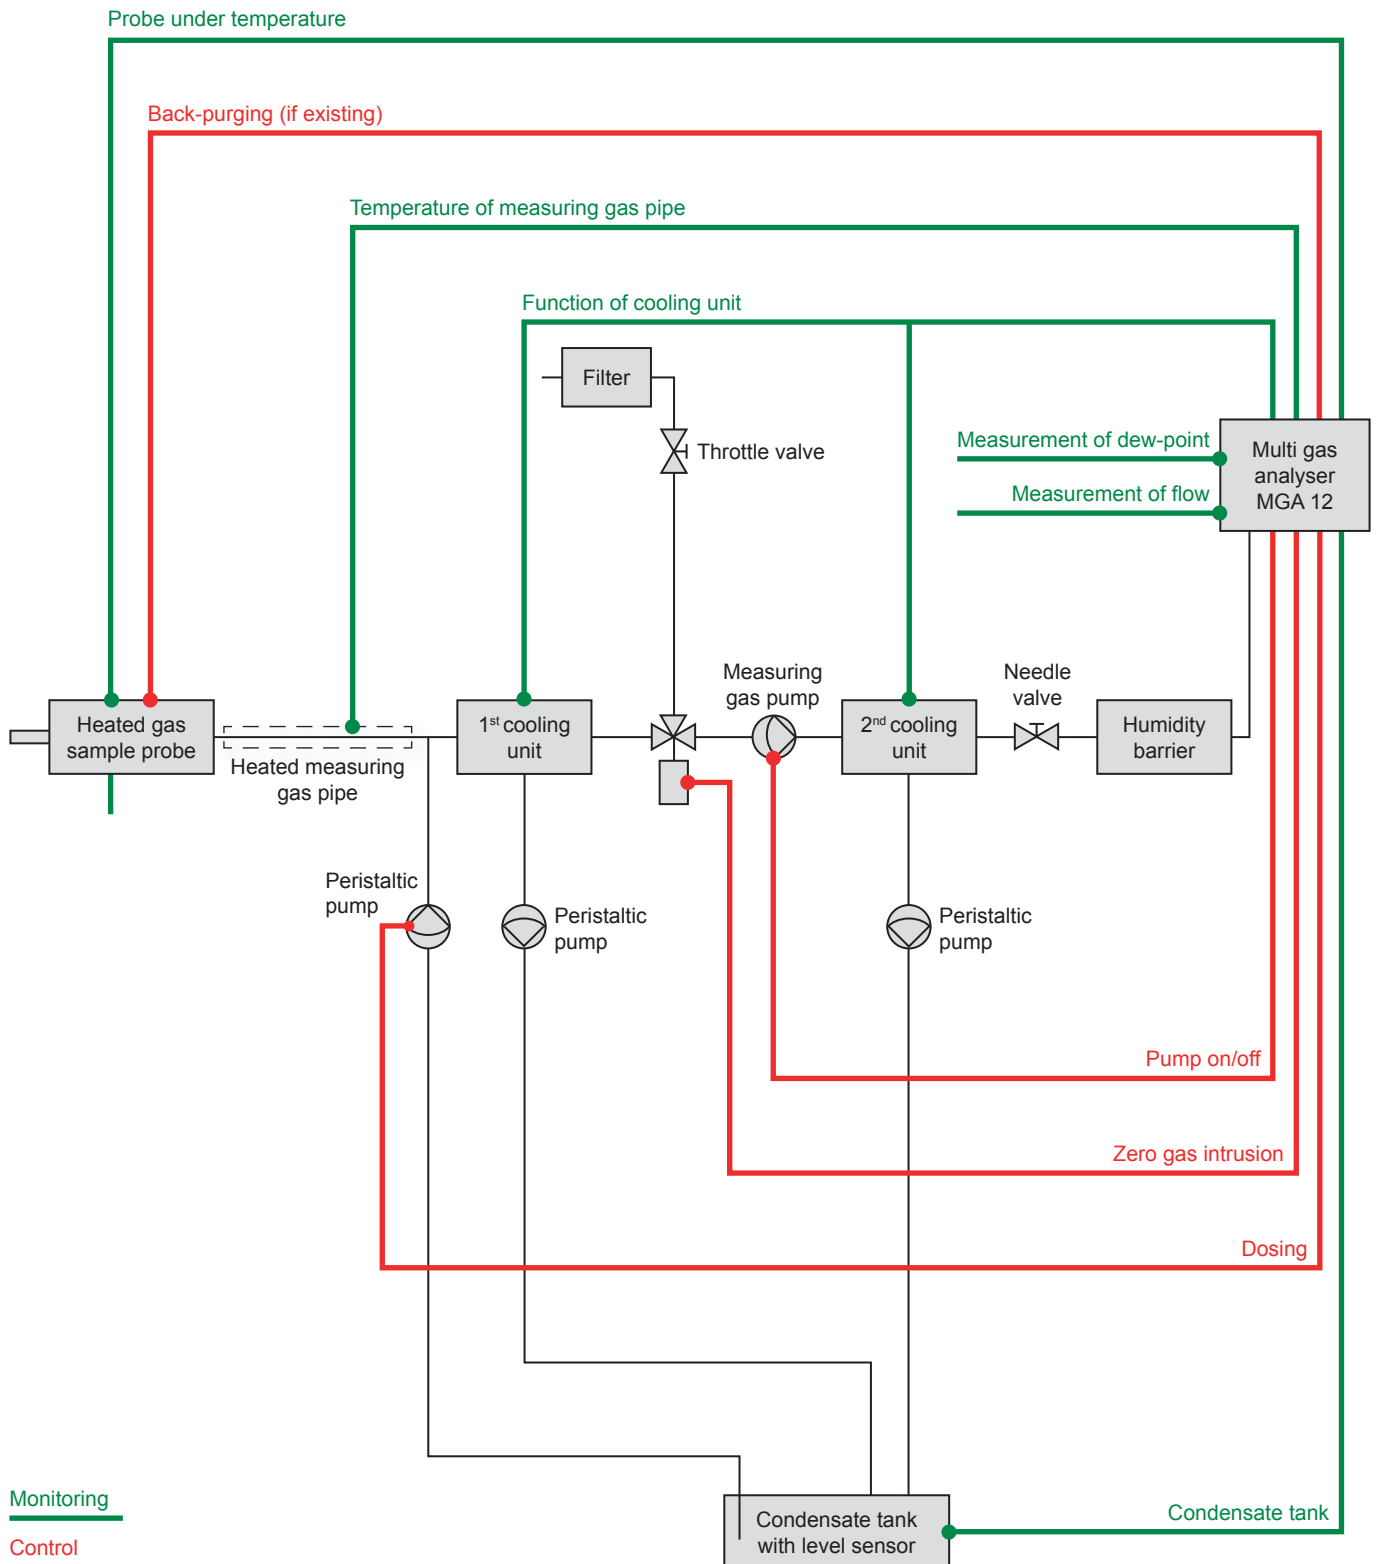 Probe under temperature
Back-purging (if existing)
Temperature of measuring gas pipe
Function of cooling unit
Filter
Throttle valve
Measurement of dew-point
Measurement of flow
Multi gas
analyser
MGA 12
Heated gas
sample probe
Heated measuring
gas pipe
1st cooling
unit
Measuring
gas pump
2nd cooling
unit
Needle
valve
Humidity
barrier
Peristaltic
pump
Peristaltic
pump
Peristaltic
pump
Pump on/off
Zero gas intrusion
Dosing
Monitoring
Control
Condensate tank
with level sensor
Condensate tank